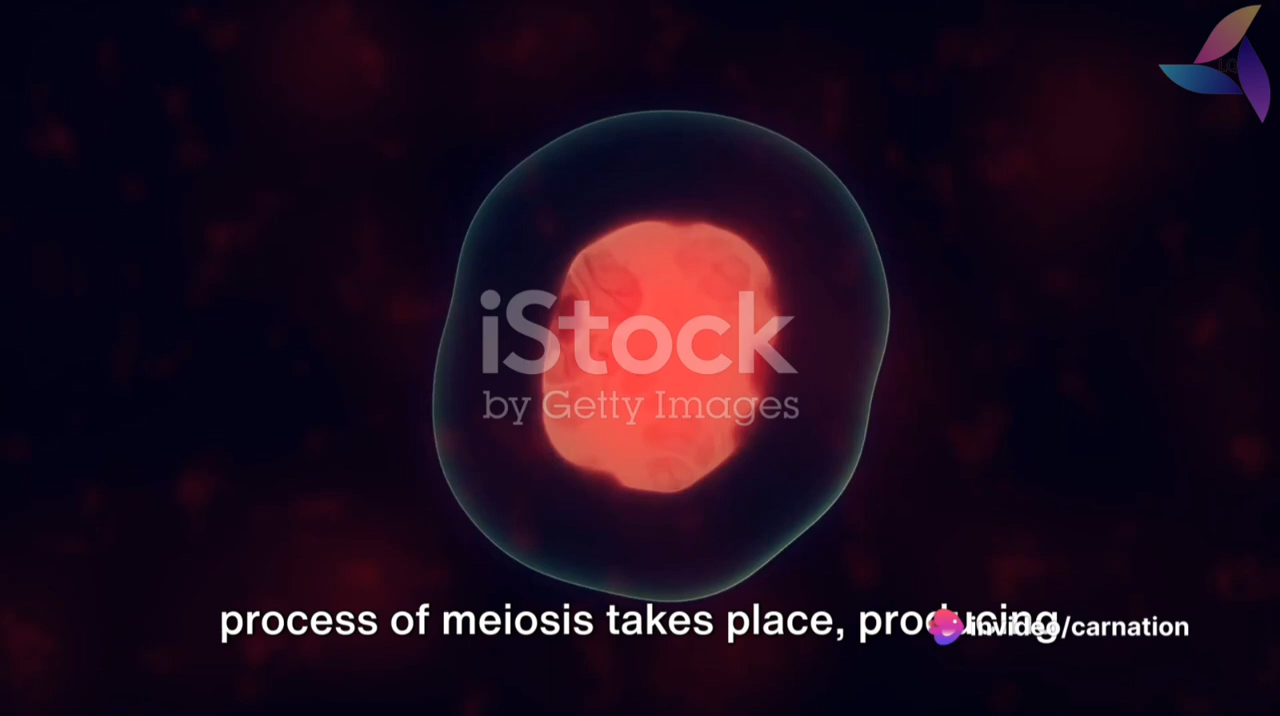 iStock
by Getty Images
process of meiosis takes place, producing
invideo/carnation